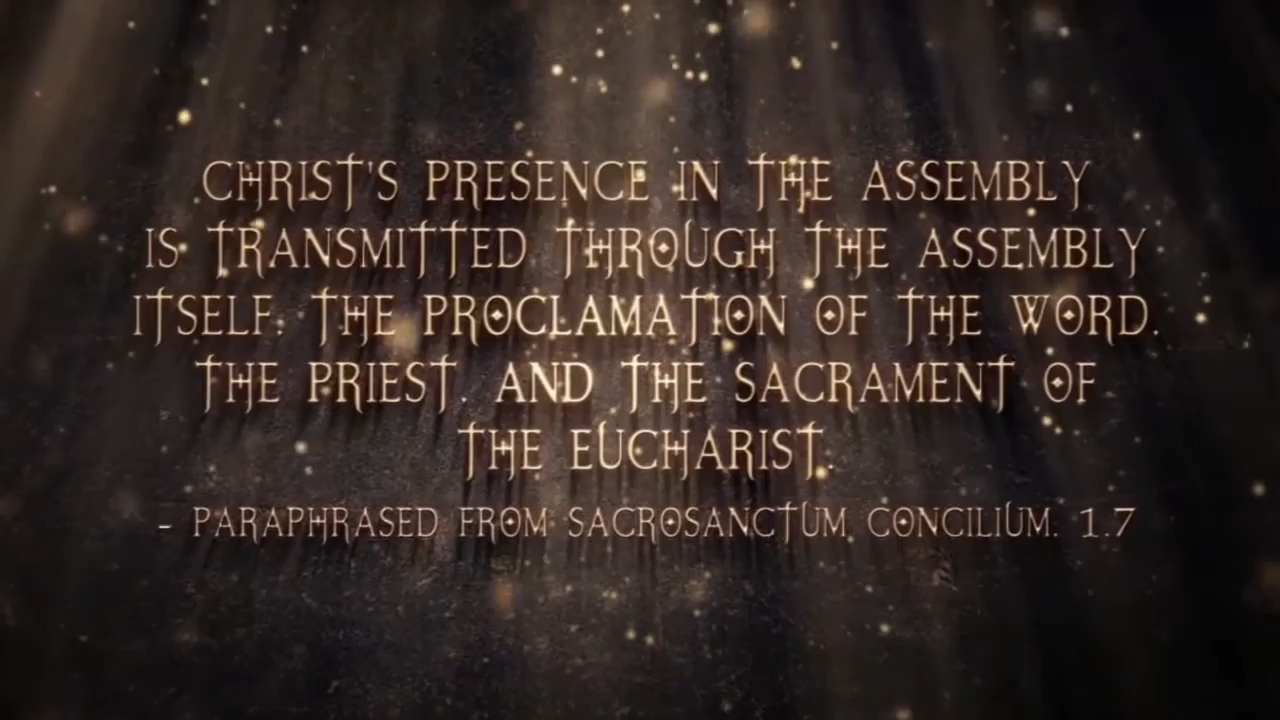 CHRIST'S PRESENCE IN THE ASSEMBLY
IS TRANSMITTED THROUGH THE ASSEMBLY
ITSELF, THE PROCLAMATION OF THE WORD,
THE PRIEST, AND THE SACRAMENT OF
THE EUCHARIST.
- PARAPHRASED FROM SACROSANCTUM CONCILIUM, 1.7